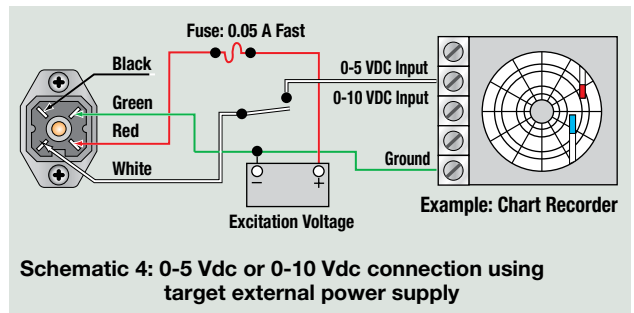 Fuse: 0.05 A Fast
Black
0-5 VDC Input
Green
0-10 VDC Input
Red
White
Ground
− +
Excitation Voltage
Example: Chart Recorder
Schematic 4: 0-5 Vdc or 0-10 Vdc connection using
target external power supply